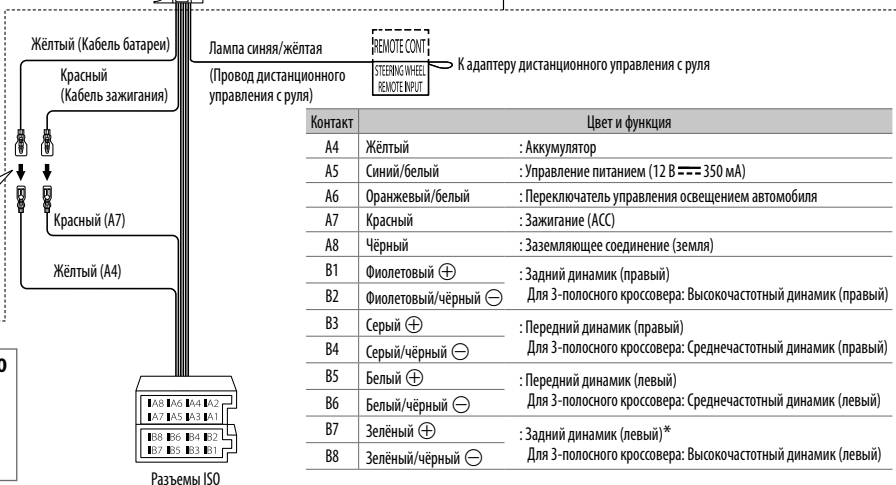 Жёлтый (Кабель батареи)
Красный
(Кабель зажигания)
Лампа синяя/жёлтая
(Провод дистанционного
управления с руля)
REMOTE CONT
STEERING WHEEL
REMOTE INPUT
К адаптеру дистанционного управления с руля
Красный (A7)
Жёлтый (A4)
A8 A6 A4 A2
A7 A5 A3 A1
B8 B6 B4 B2
B7 B5 B3 B1
Разъемы ISO
Контакт Цвет и функция
A4 Жёлтый : Аккумулятор
A5 Синий/белый : Управление питанием (12 В ⎓ 350 мА)
A6 Оранжевый/белый : Переключатель управления освещением автомобиля
A7 Красный : Зажигание (ACC)
A8 Чёрный : Заземляющее соединение (земля)
B1 Фиолетовый ⊕ : Задний динамик (правый)
B2 Фиолетовый/чёрный ⊖ Для 3-полосного кроссовера: Высокочастотный динамик (правый)
B3 Серый ⊕ : Передний динамик (правый)
B4 Серый/чёрный ⊖ Для 3-полосного кроссовера: Среднечастотный динамик (правый)
B5 Белый ⊕ : Передний динамик (левый)
B6 Белый/чёрный ⊖ Для 3-полосного кроссовера: Среднечастотный динамик (левый)
B7 Зелёный ⊕ : Задний динамик (левый)*
B8 Зелёный/чёрный ⊖ Для 3-полосного кроссовера: Высокочастотный динамик (левый)